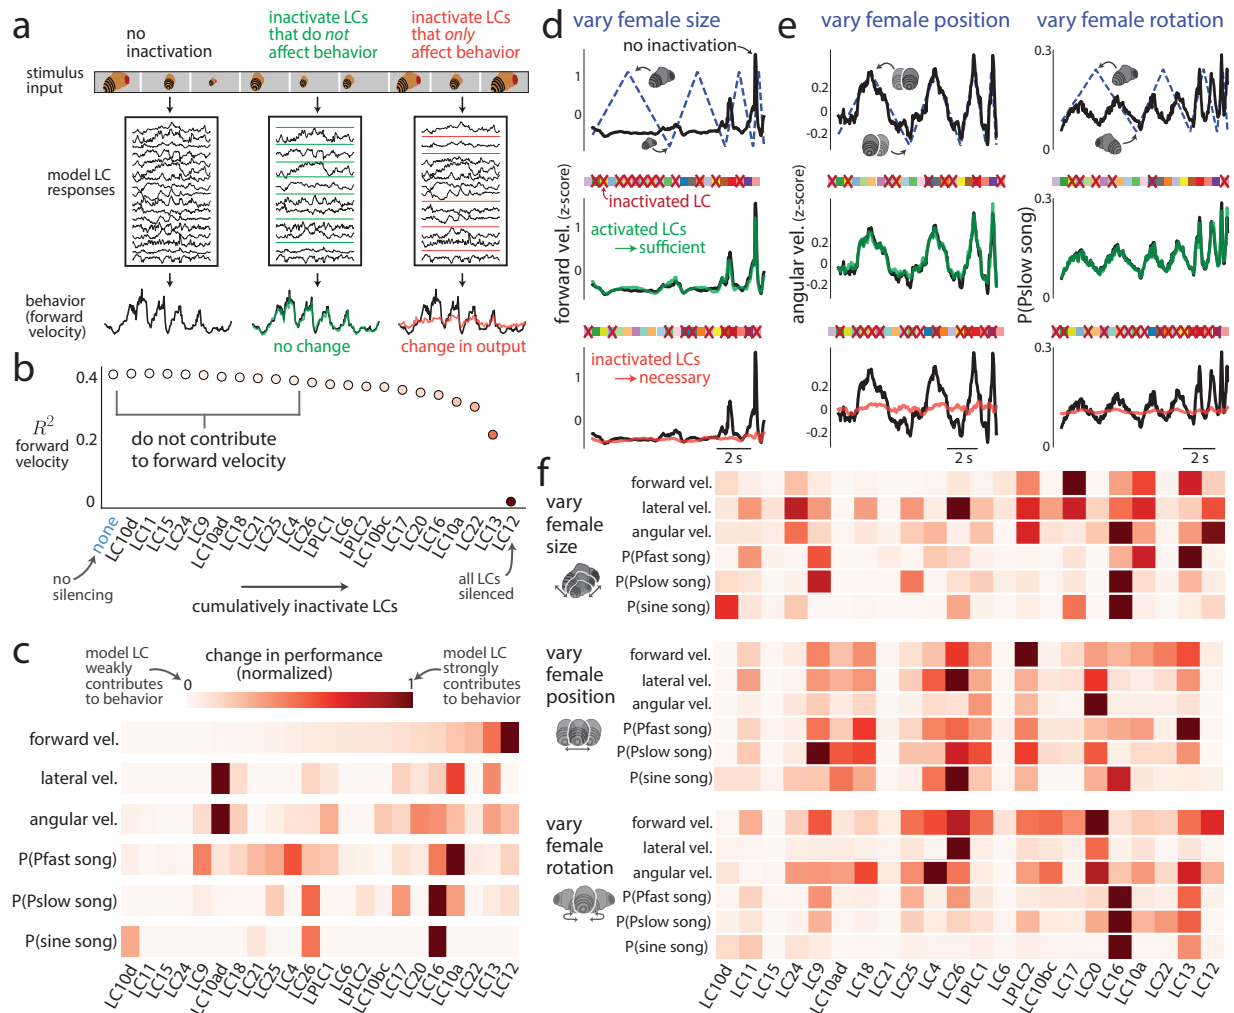 a
no
inactivation
inactivate LCs
that do not
affect behavior
inactivate LCs
that only
affect behavior
stimulus
input
model LC
responses
behavior
(forward
velocity)
no change
change in output
b
0.4
0.2
0
R²
forward
velocity
do not contribute
to forward velocity
none
LC10d
LC11
LC15
LC24
LC9
LC10ad
LC18
LC21
LC25
LC4
LC26
LPLC1
LC6
LPLC2
LC10bc
LC17
LC20
LC16
LC10a
LC22
LC13
LC12
no
silencing
cumulatively inactivate LCs
all LCs
silenced
c
model LC
weakly
contributes
to behavior
change in performance
(normalized)
0
1
model LC
strongly
contributes
to behavior
forward vel.
lateral vel.
angular vel.
P(Pfast song)
P(Pslow song)
P(sine song)
LC10d
LC11
LC15
LC24
LC9
LC10ad
LC18
LC21
LC25
LC4
LC26
LPLC1
LC6
LPLC2
LC10bc
LC17
LC20
LC16
LC10a
LC22
LC13
LC12
d
vary female size
no inactivation
1
0
forward vel. (z-score)
inactivated LC
activated LCs
sufficient
1
0
inactivated LCs
necessary
1
0
2 s
e
vary female position
angular vel. (z-score)
0.2
0
-0.2
0.2
0
-0.2
0.2
0
-0.2
2 s
vary female rotation
P(Pslow song)
0.3
0
0.3
0
0.3
0
2 s
f
vary
female
size
forward vel.
lateral vel.
angular vel.
P(Pfast song)
P(Pslow song)
P(sine song)
vary
female
position
forward vel.
lateral vel.
angular vel.
P(Pfast song)
P(Pslow song)
P(sine song)
vary
female
rotation
forward vel.
lateral vel.
angular vel.
P(Pfast song)
P(Pslow song)
P(sine song)
LC10d
LC11
LC15
LC24
LC9
LC10ad
LC18
LC21
LC25
LC4
LC26
LPLC1
LC6
LPLC2
LC10bc
LC17
LC20
LC16
LC10a
LC22
LC13
LC12